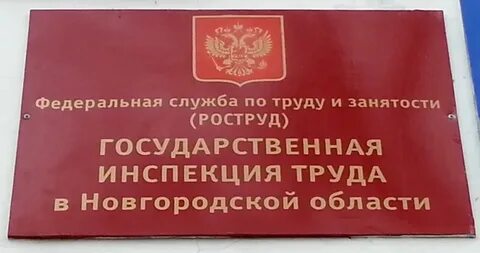 Федеральная служба по труду и занятости
(РОСТРУД)
ГОСУДАРСТВЕННАЯ
ИНСПЕКЦИЯ ТРУДА
в Новгородской области